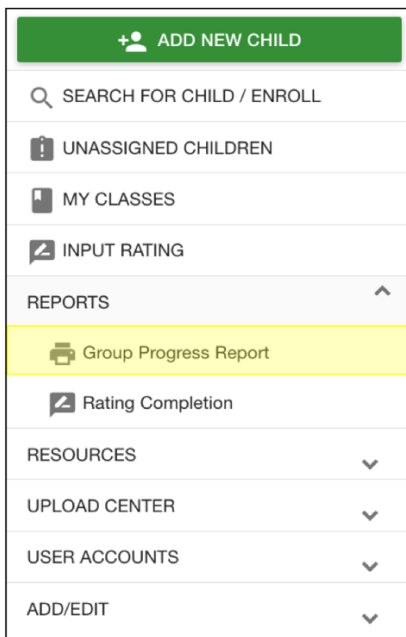 ADD NEW CHILD
SEARCH FOR CHILD / ENROLL
UNASSIGNED CHILDREN
MY CLASSES
INPUT RATING
REPORTS
Group Progress Report
Rating Completion
RESOURCES
UPLOAD CENTER
USER ACCOUNTS
ADD/EDIT